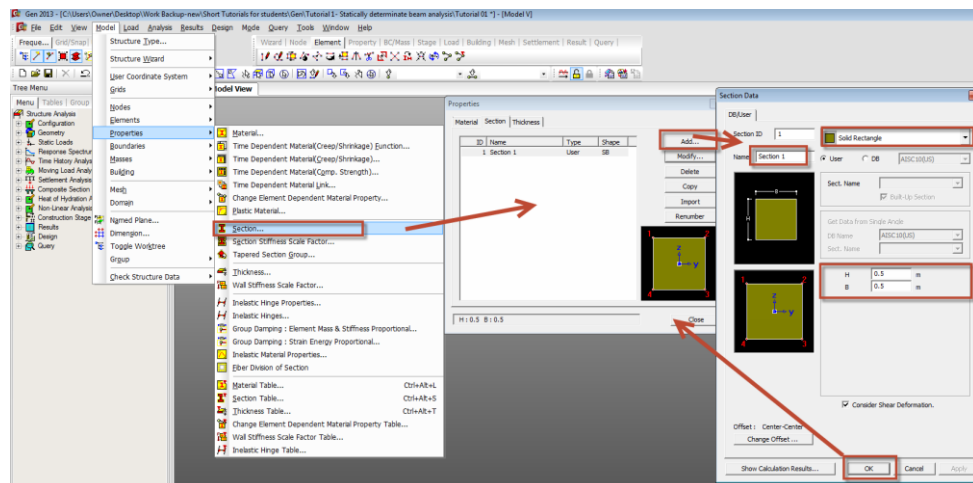 Gen 2013 - [C:\Users\Owner\Desktop\Work Backup-new\Short Tutorials for students\Gen\Tutorial 1- Statically determinate beam analysis\Tutorial 01 *] - [Model V]
File Edit View Model Load Analysis Results Design Mode Query Tools Window Help
Freque... Grid/Snap
Wizard | Node Element | Property | BC/Mass | Stage | Load | Building | Mesh | Settlement | Result | Query |
Tree Menu
Menu Tables Group
Structure Analysis
Configuration
Geometry
Static Loads
Response Spectrur
Time History Analys
Moving Load Analy
Settlement Analysis
Composite Section
Heat of Hydration A
Non-Linear Analysis
Construction Stage
Results
Design
Query
Structure Type...
Structure Wizard
User Coordinate System
Grids
Nodes
Elements
Properties
Boundaries
Masses
Building
Mesh
Domain
Named Plane...
Dimension...
Toggle Worktree
Group
Check Structure Data
Model View
Material...
Time Dependent Material(Creep/Shrinkage) Function...
Time Dependent Material(Creep/Shrinkage)...
Time Dependent Material(Comp. Strength)...
Time Dependent Material Link...
Change Element Dependent Material Property...
Plastic Material...
Section...
Section Stiffness Scale Factor...
Tapered Section Group...
Thickness...
Wall Stiffness Scale Factor...
Inelastic Hinge Properties...
Inelastic Hinges...
Group Damping : Element Mass & Stiffness Proportional...
Group Damping : Strain Energy Proportional...
Inelastic Material Properties...
Fiber Division of Section
Material Table... Ctrl+Alt+L
Section Table... Ctrl+Alt+S
Thickness Table... Ctrl+Alt+T
Change Element Dependent Material Property Table...
Wall Stiffness Scale Factor Table...
Inelastic Hinge Table...
Properties
Material Section Thickness
ID Name Type Shape
1 Section 1 User SB
Add...
Modify...
Delete
Copy
Import
Renumber
1 2
z
y
4 3
H : 0.5 B : 0.5
Close
Section Data
DB/User
Section ID 1
Solid Rectangle
Name Section 1
User DB AISC10(US)
Sect. Name
Built-Up Section
B
H
Get Data from Single Angle
DB Name AISC10(US)
Sect. Name
H 0.5 m
B 0.5 m
1 2
z
y
4 3
Consider Shear Deformation.
Offset : Center-Center
Change Offset ...
Show Calculation Results...
OK
Cancel
Apply